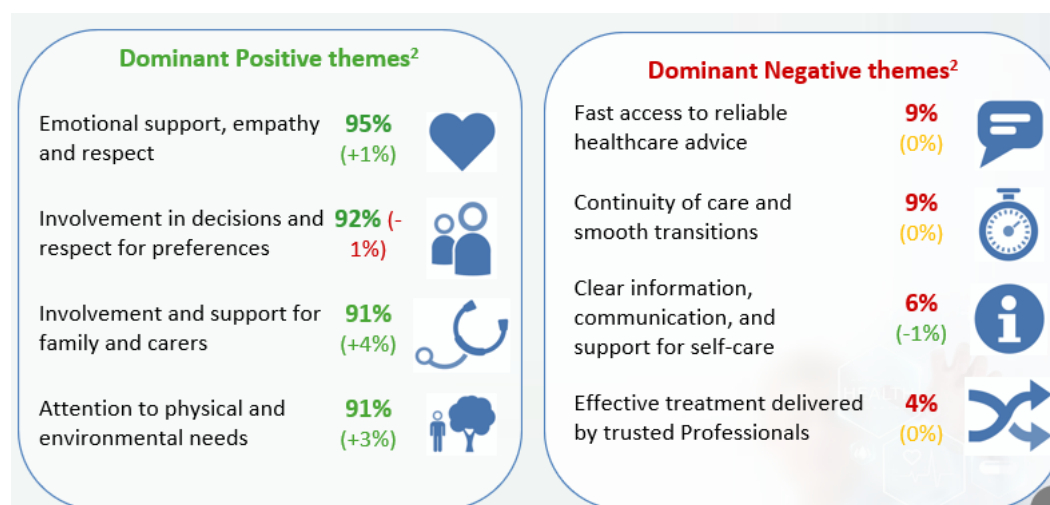 Dominant Positive themes²
Emotional support, empathy
and respect
95%
(+1%)
Involvement in decisions and
respect for preferences
92% (-
1%)
Involvement and support for
family and carers
91%
(+4%)
Attention to physical and
environmental needs
91%
(+3%)
Dominant Negative themes²
Fast access to reliable
healthcare advice
9%
(0%)
Continuity of care and
smooth transitions
9%
(0%)
Clear information,
communication, and
support for self-care
6%
(-1%)
Effective treatment delivered
by trusted Professionals
4%
(0%)